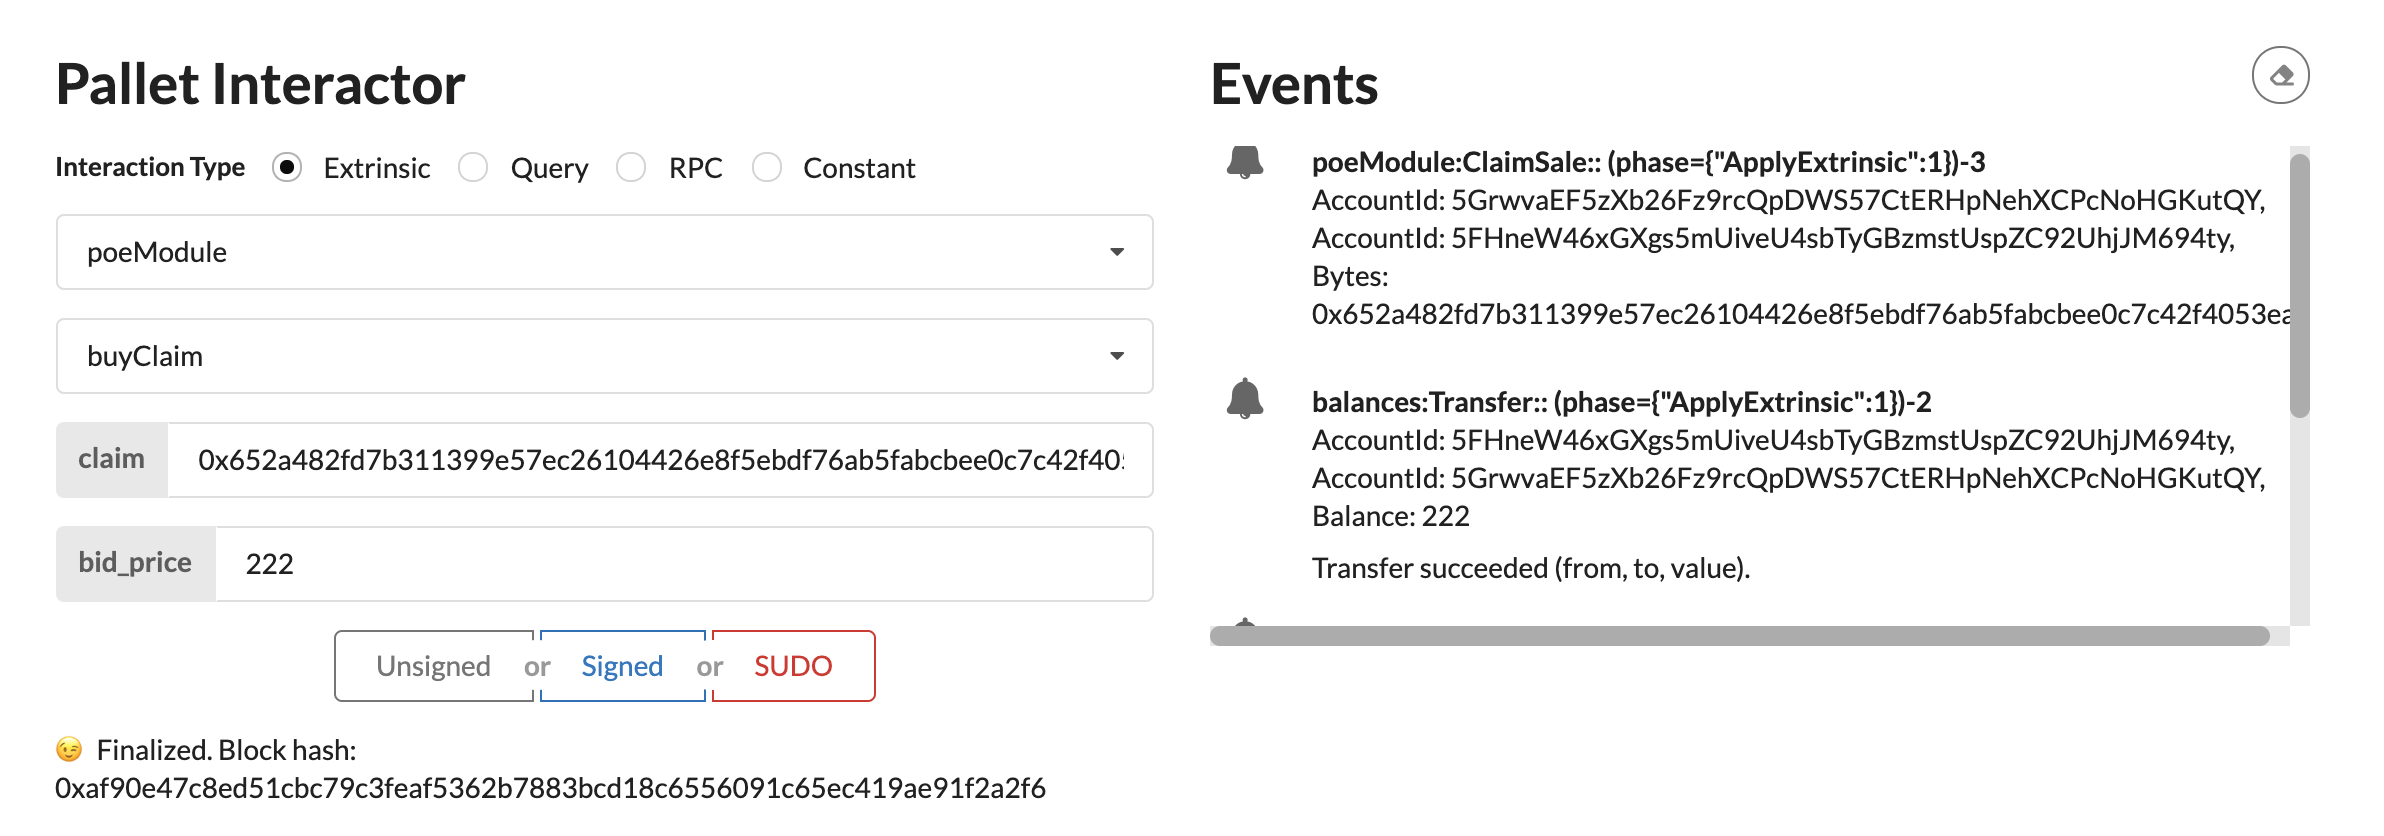 Pallet Interactor
Interaction Type Extrinsic Query RPC Constant
poeModule
buyClaim
claim 0x652a482fd7b311399e57ec26104426e8f5ebdf76ab5fabcbee0c7c42f40
bid_price 222
Unsigned or Signed or SUDO
😉 Finalized. Block hash:
0xaf90e47c8ed51cbc79c3feaf5362b7883bcd18c6556091c65ec419ae91f2a2f6
Events
poeModule:ClaimSale:: (phase={"ApplyExtrinsic":1})-3
AccountId: 5GrwvaEF5zXb26Fz9rcQpDWS57CtERHpNehXCPcNoHGKutQY,
AccountId: 5FHneW46xGXgs5mUiveU4sbTyGBzmstUspZC92UhjJM694ty,
Bytes:
0x652a482fd7b311399e57ec26104426e8f5ebdf76ab5fabcbee0c7c42f4053ea
balances:Transfer:: (phase={"ApplyExtrinsic":1})-2
AccountId: 5FHneW46xGXgs5mUiveU4sbTyGBzmstUspZC92UhjJM694ty,
AccountId: 5GrwvaEF5zXb26Fz9rcQpDWS57CtERHpNehXCPcNoHGKutQY,
Balance: 222
Transfer succeeded (from, to, value).